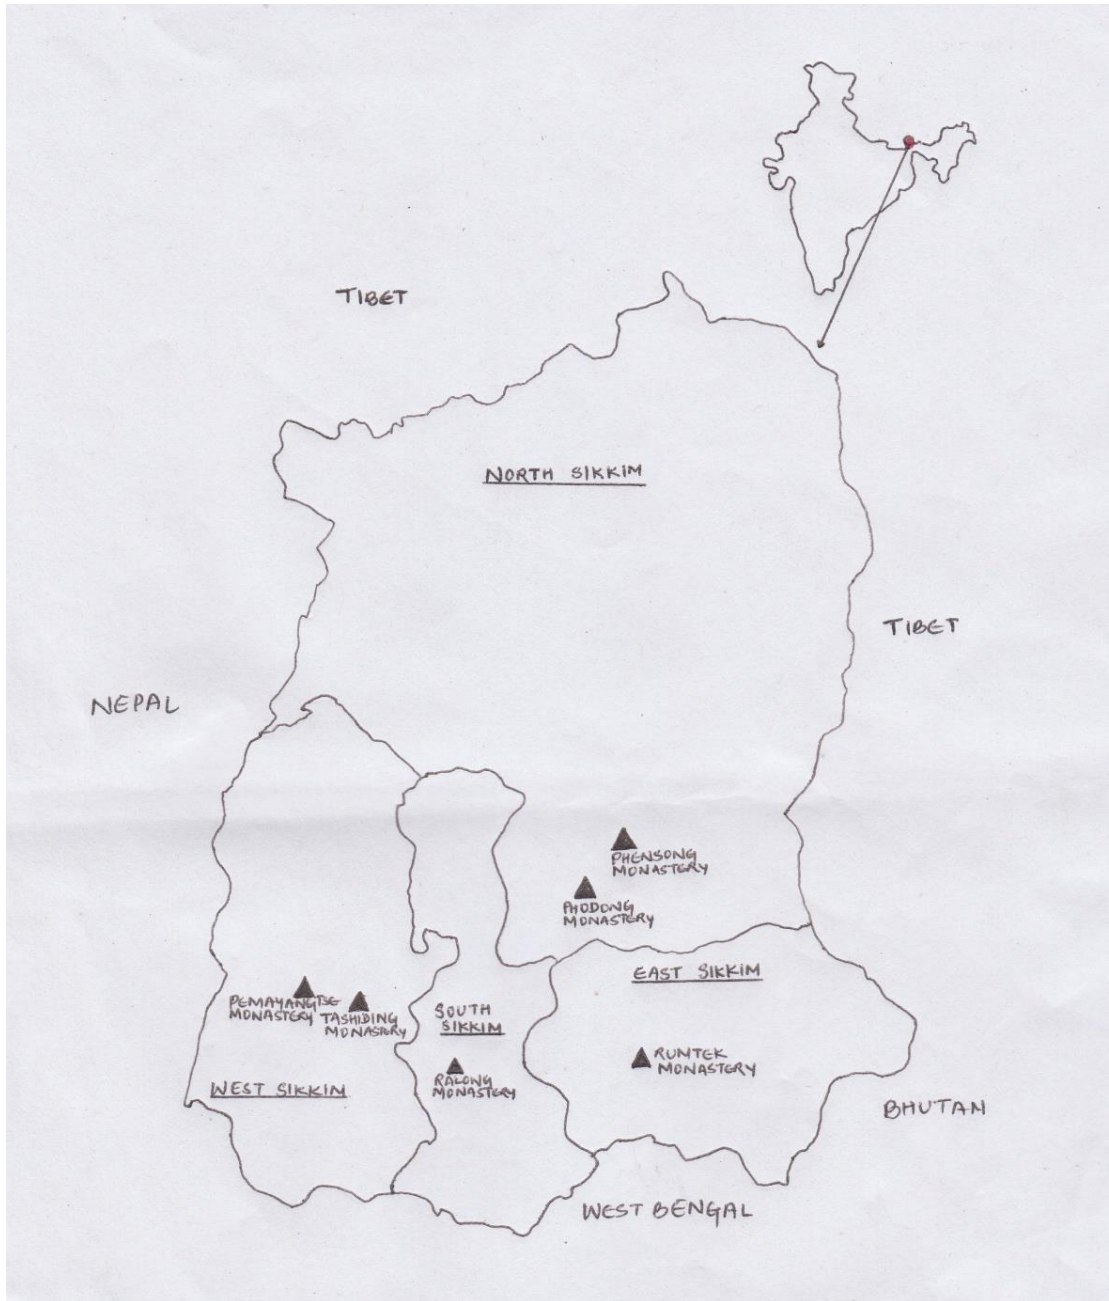 TIBET
NORTH SIKKIM
TIBET
NEPAL
PHENSONG
MONASTERY
PHODONG
MONASTERY
EAST SIKKIM
PEMAYANGTSE
MONASTERY
TASHIDING
MONASTERY
SOUTH
SIKKIM
RUMTEK
MONASTERY
RALONG
MONASTERY
WEST SIKKIM
BHUTAN
WEST BENGAL